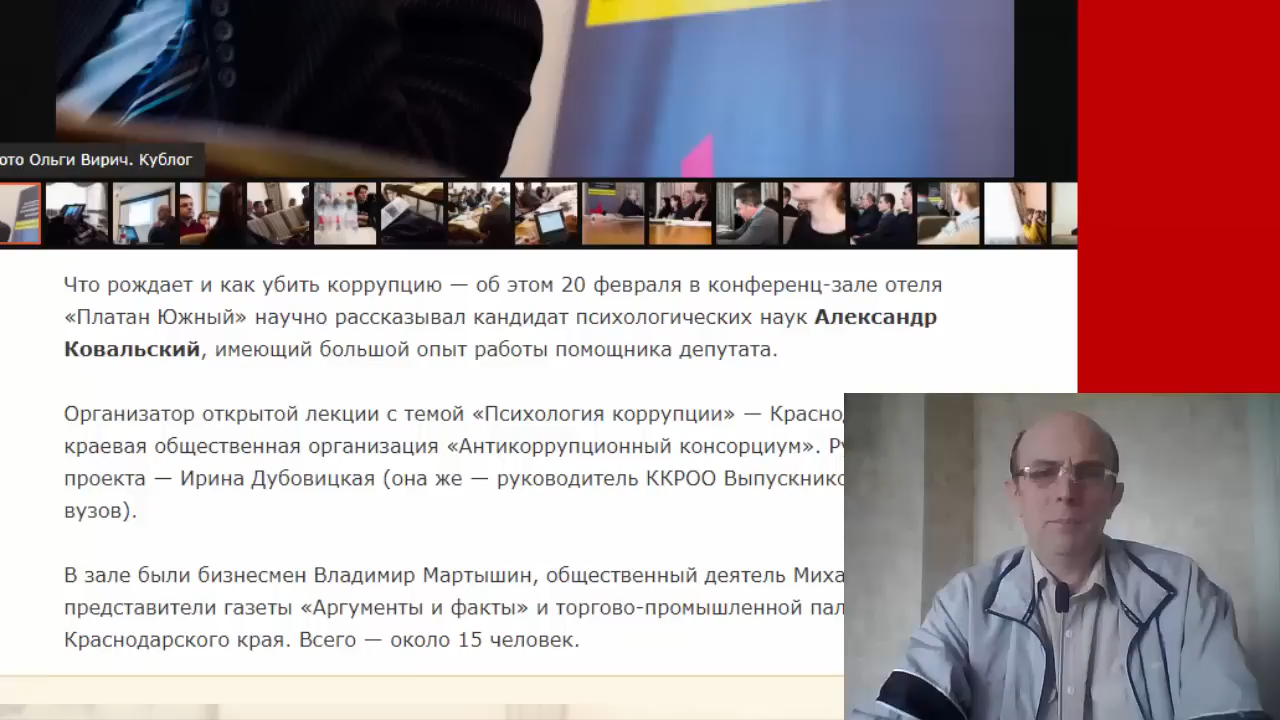 ото Ольги Вирич. Кублог
Что рождает и как убить коррупцию — об этом 20 февраля в конференц-зале отеля
«Платан Южный» научно рассказывал кандидат психологических наук Александр
Ковальский, имеющий большой опыт работы помощника депутата.
Организатор открытой лекции с темой «Психология коррупции» — Красно
краевая общественная организация «Антикоррупционный консорциум». Р
проекта — Ирина Дубовицкая (она же — руководитель ККРОО Выпускнико
вузов).
В зале были бизнесмен Владимир Мартышин, общественный деятель Миха
представители газеты «Аргументы и факты» и торгово-промышленной пал
Краснодарского края. Всего — около 15 человек.